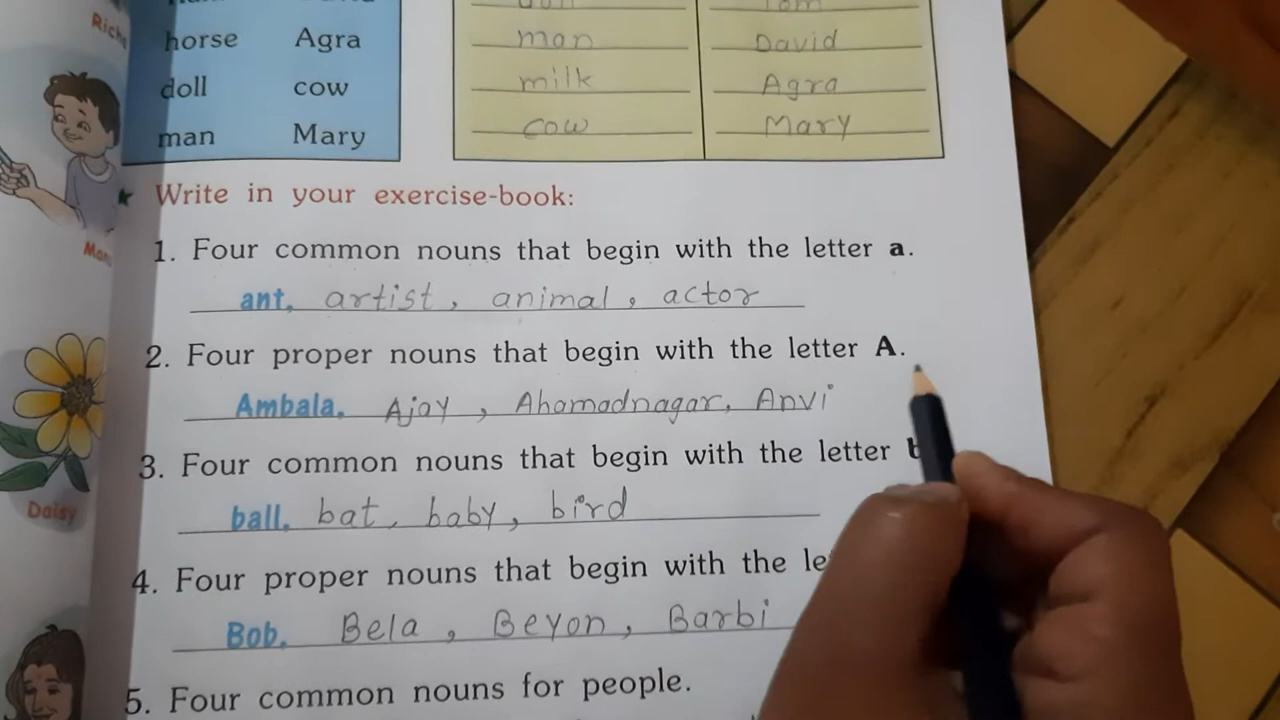 horse Agra man David
doll cow milk Agra
man Mary cow Mary
Write in your exercise-book:
1. Four common nouns that begin with the letter a.
ant, artist, animal, actor
2. Four proper nouns that begin with the letter A.
Ambala, Ajay, Ahamadnagar, Anvi
3. Four common nouns that begin with the letter
ball, bat, baby, bird
4. Four proper nouns that begin with the
Bob, Bela, Beyon, Barbi
5. Four common nouns for people.
Daisy